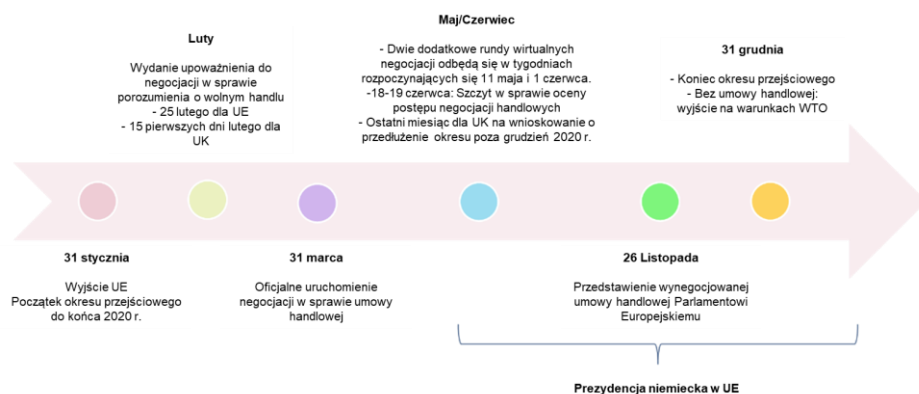 Luty
Wydanie upoważnienia do
negocjacji w sprawie
porozumienia o wolnym handlu
- 25 lutego dla UE
- 15 pierwszych dni lutego dla
UK
Maj/Czerwiec
- Dwie dodatkowe rundy wirtualnych
negocjacji odbędą się w tygodniach
rozpoczynających się 11 maja i 1 czerwca.
-18-19 czerwca: Szczyt w sprawie oceny
postępu negocjacji handlowych
- Ostatni miesiąc dla UK na wnioskowanie o
przedłużenie okresu poza grudzień 2020 r.
31 grudnia
- Koniec okresu przejściowego
- Bez umowy handlowej:
wyjście na warunkach WTO
31 stycznia
Wyjście UE
Początek okresu przejściowego
do końca 2020 r.
31 marca
Oficjalne uruchomienie
negocjacji w sprawie umowy
handlowej
26 Listopada
Przedstawienie wynegocjowanej
umowy handlowej Parlamentowi
Europejskiemu
Prezydencja niemiecka w UE